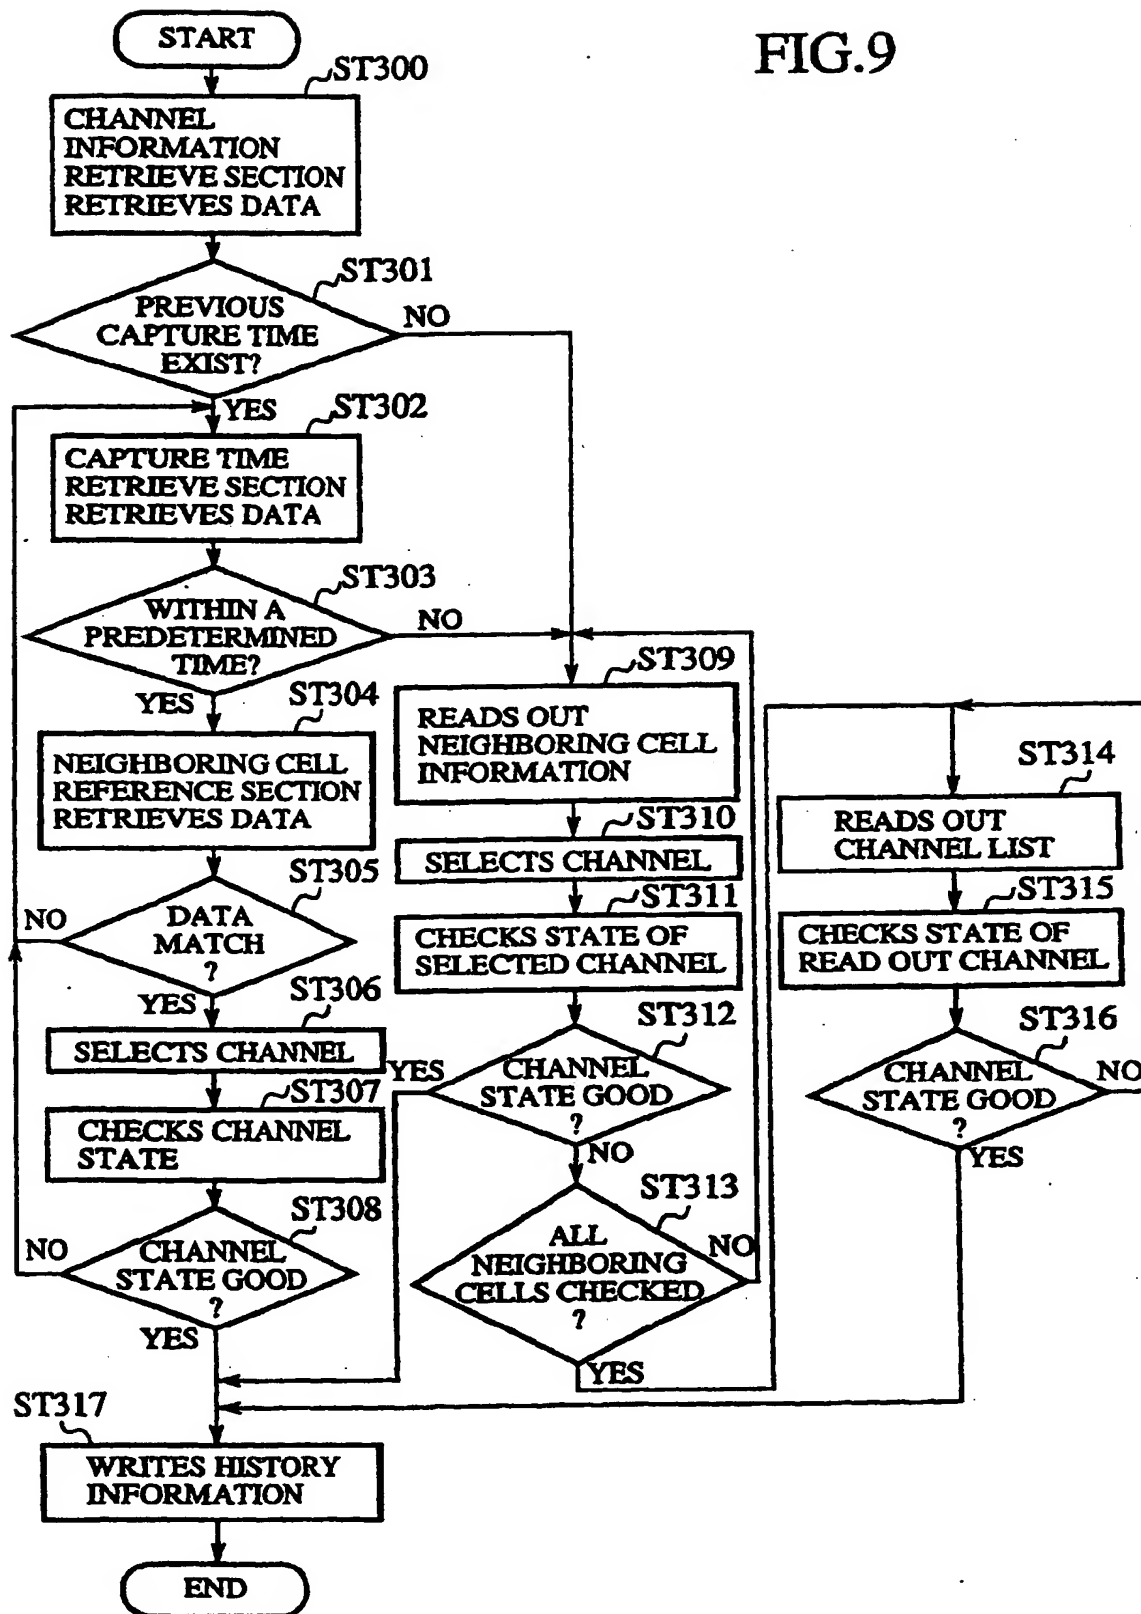 FIG.9
START
ST300
CHANNEL
INFORMATION
RETRIEVE SECTION
RETRIEVES DATA
ST301
PREVIOUS
CAPTURE TIME
EXIST?
NO
YES
ST302
CAPTURE TIME
RETRIEVE SECTION
RETRIEVES DATA
ST303
WITHIN A
PREDETERMINED
TIME?
NO
YES
ST304
NEIGHBORING CELL
REFERENCE SECTION
RETRIEVES DATA
ST305
DATA
MATCH
?
NO
YES
ST306
SELECTS CHANNEL
ST307
CHECKS CHANNEL
STATE
ST308
CHANNEL
STATE GOOD
?
NO
YES
ST309
READS OUT
NEIGHBORING CELL
INFORMATION
ST310
SELECTS CHANNEL
ST311
CHECKS STATE OF
SELECTED CHANNEL
ST312
CHANNEL
STATE GOOD
?
YES
NO
ST313
ALL
NEIGHBORING
CELLS CHECKED
?
NO
YES
ST314
READS OUT
CHANNEL LIST
ST315
CHECKS STATE OF
READ OUT CHANNEL
ST316
CHANNEL
STATE GOOD
?
NO
YES
ST317
WRITES HISTORY
INFORMATION
END